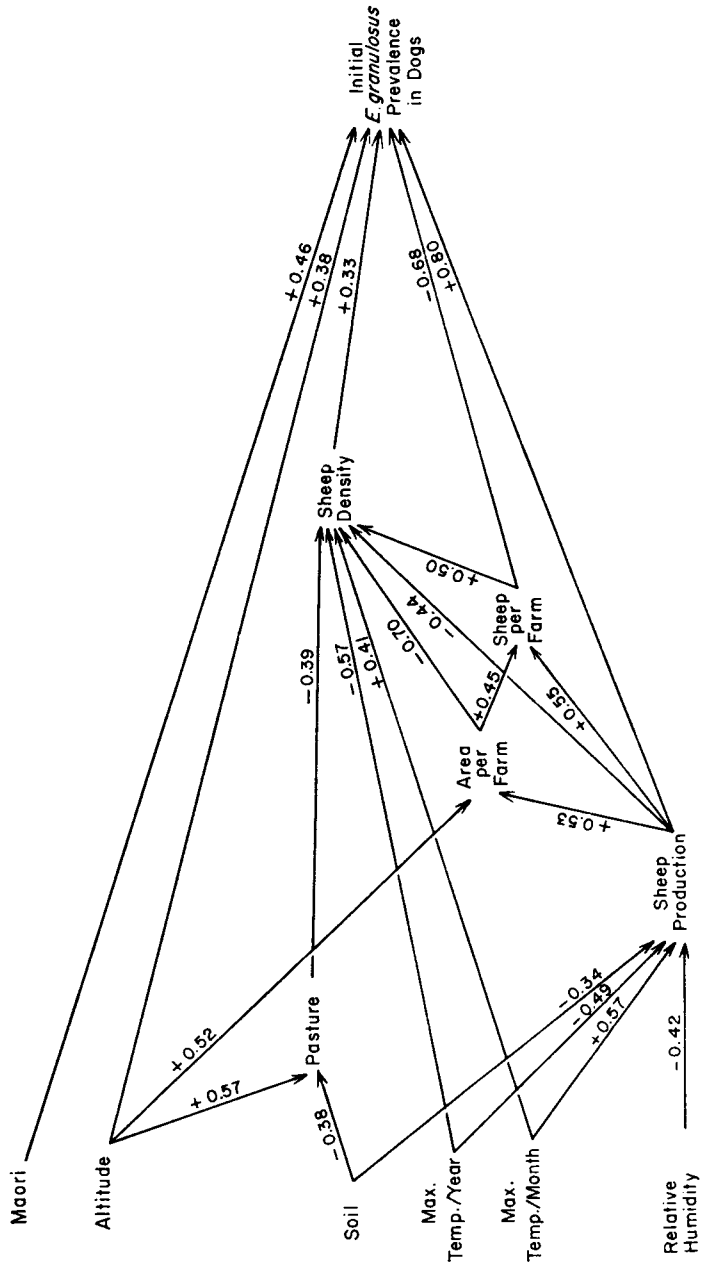 Maori
Altitude
Soil
Max.
Temp./Year
Max.
Temp./Month
Relative
Humidity
+0.52
+0.57
-0.38
-0.34
-0.49
+0.57
-0.42
Pasture
Sheep
Production
+0.53
Area
per
Farm
+0.45
+0.55
Sheep
per
Farm
-0.39
-0.57
+0.41
-0.70
-0.44
+0.50
Sheep
Density
+0.46
+0.38
+0.33
-0.68
+0.80
Initial
E. granulosus
Prevalence
in Dogs